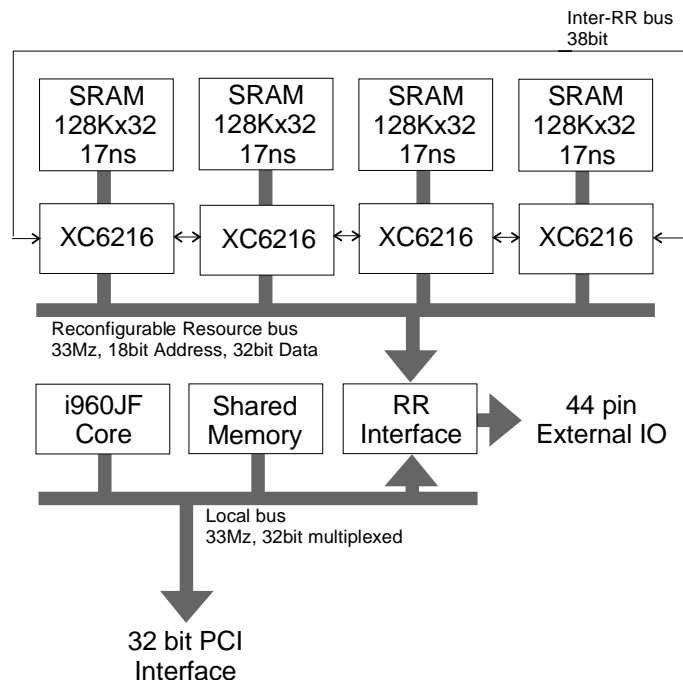 Inter-RR bus
38bit
SRAM
128Kx32
17ns
SRAM
128Kx32
17ns
SRAM
128Kx32
17ns
SRAM
128Kx32
17ns
XC6216
XC6216
XC6216
XC6216
Reconfigurable Resource bus
33Mz, 18bit Address, 32bit Data
i960JF
Core
Shared
Memory
RR
Interface
44 pin
External IO
Local bus
33Mz, 32bit multiplexed
32 bit PCI
Interface